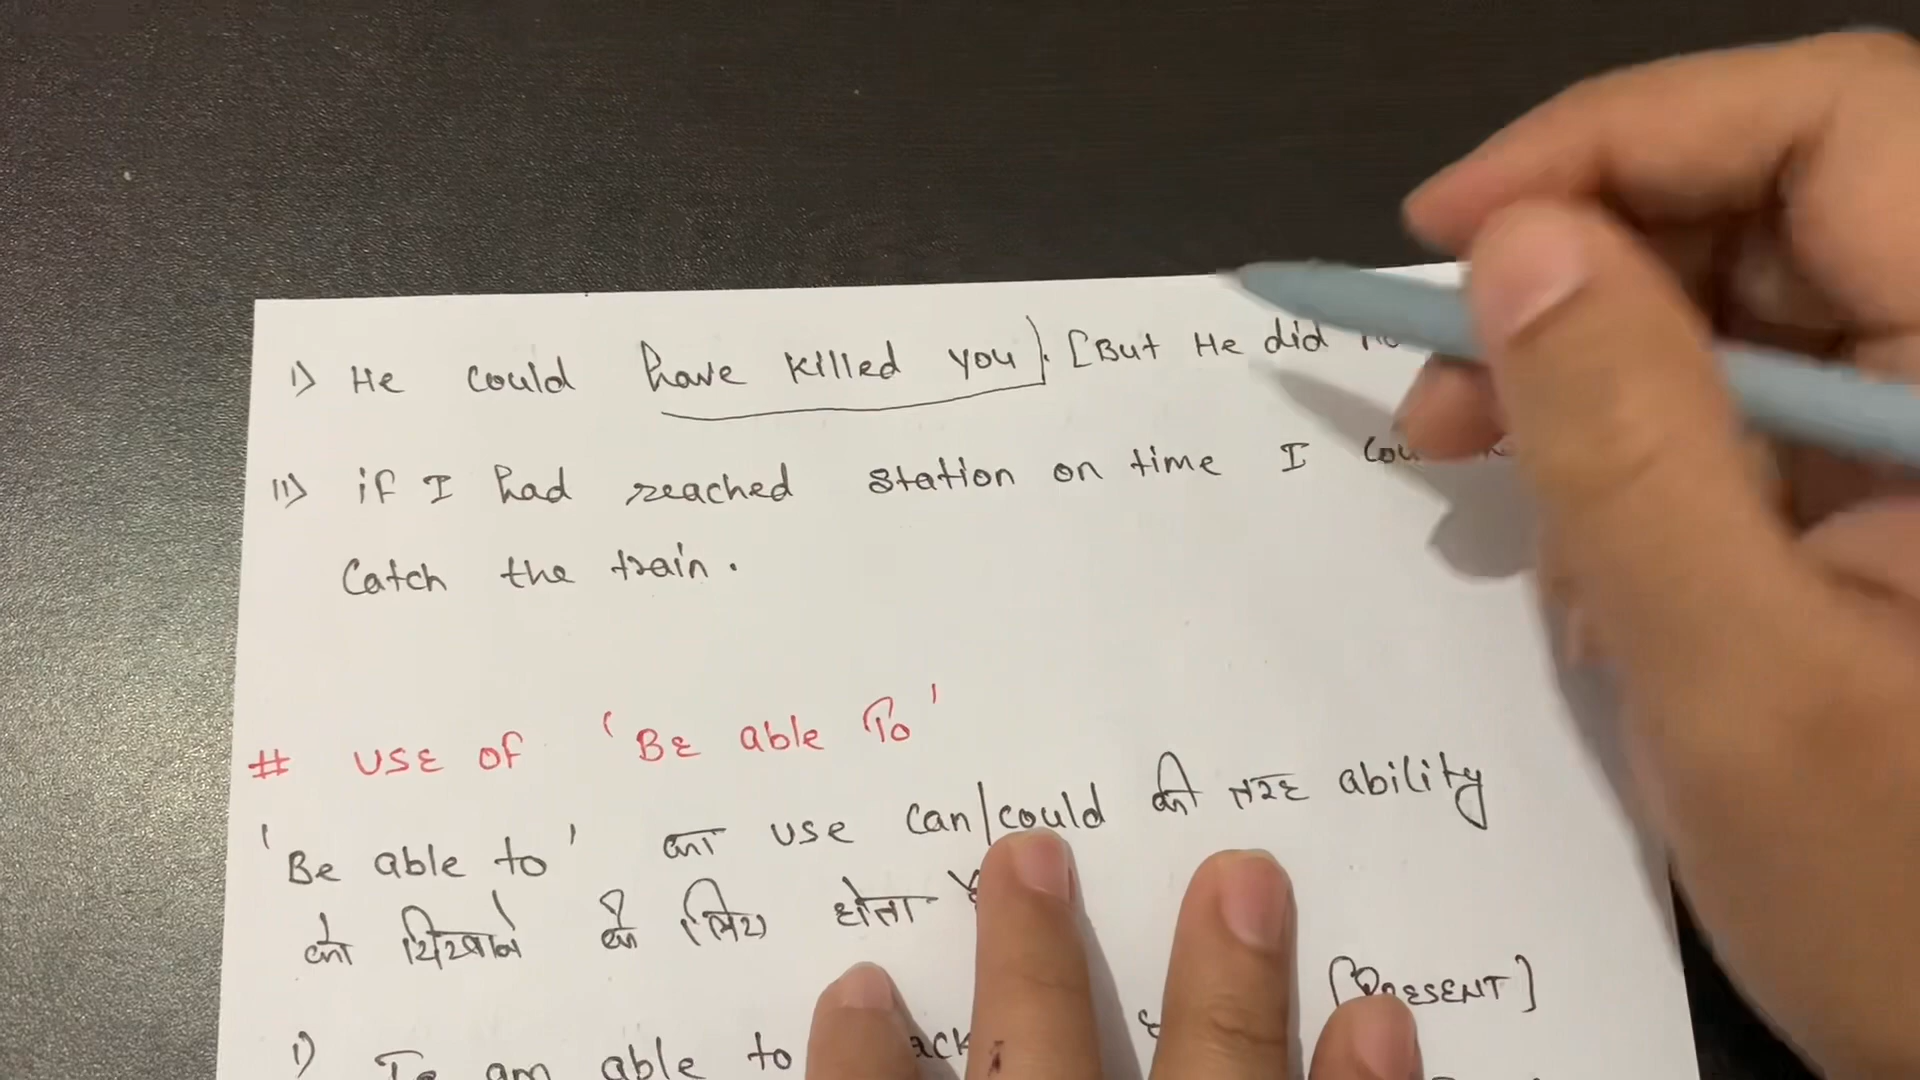 i) He could have killed you). [But He did
ii) if I had reached station on time I
Catch the train.
# USE OF 'BE able To'
'Be able to' का use can/could की तरह ability
को दिखाने के लिए होता
[PRESENT]
i) I am able to